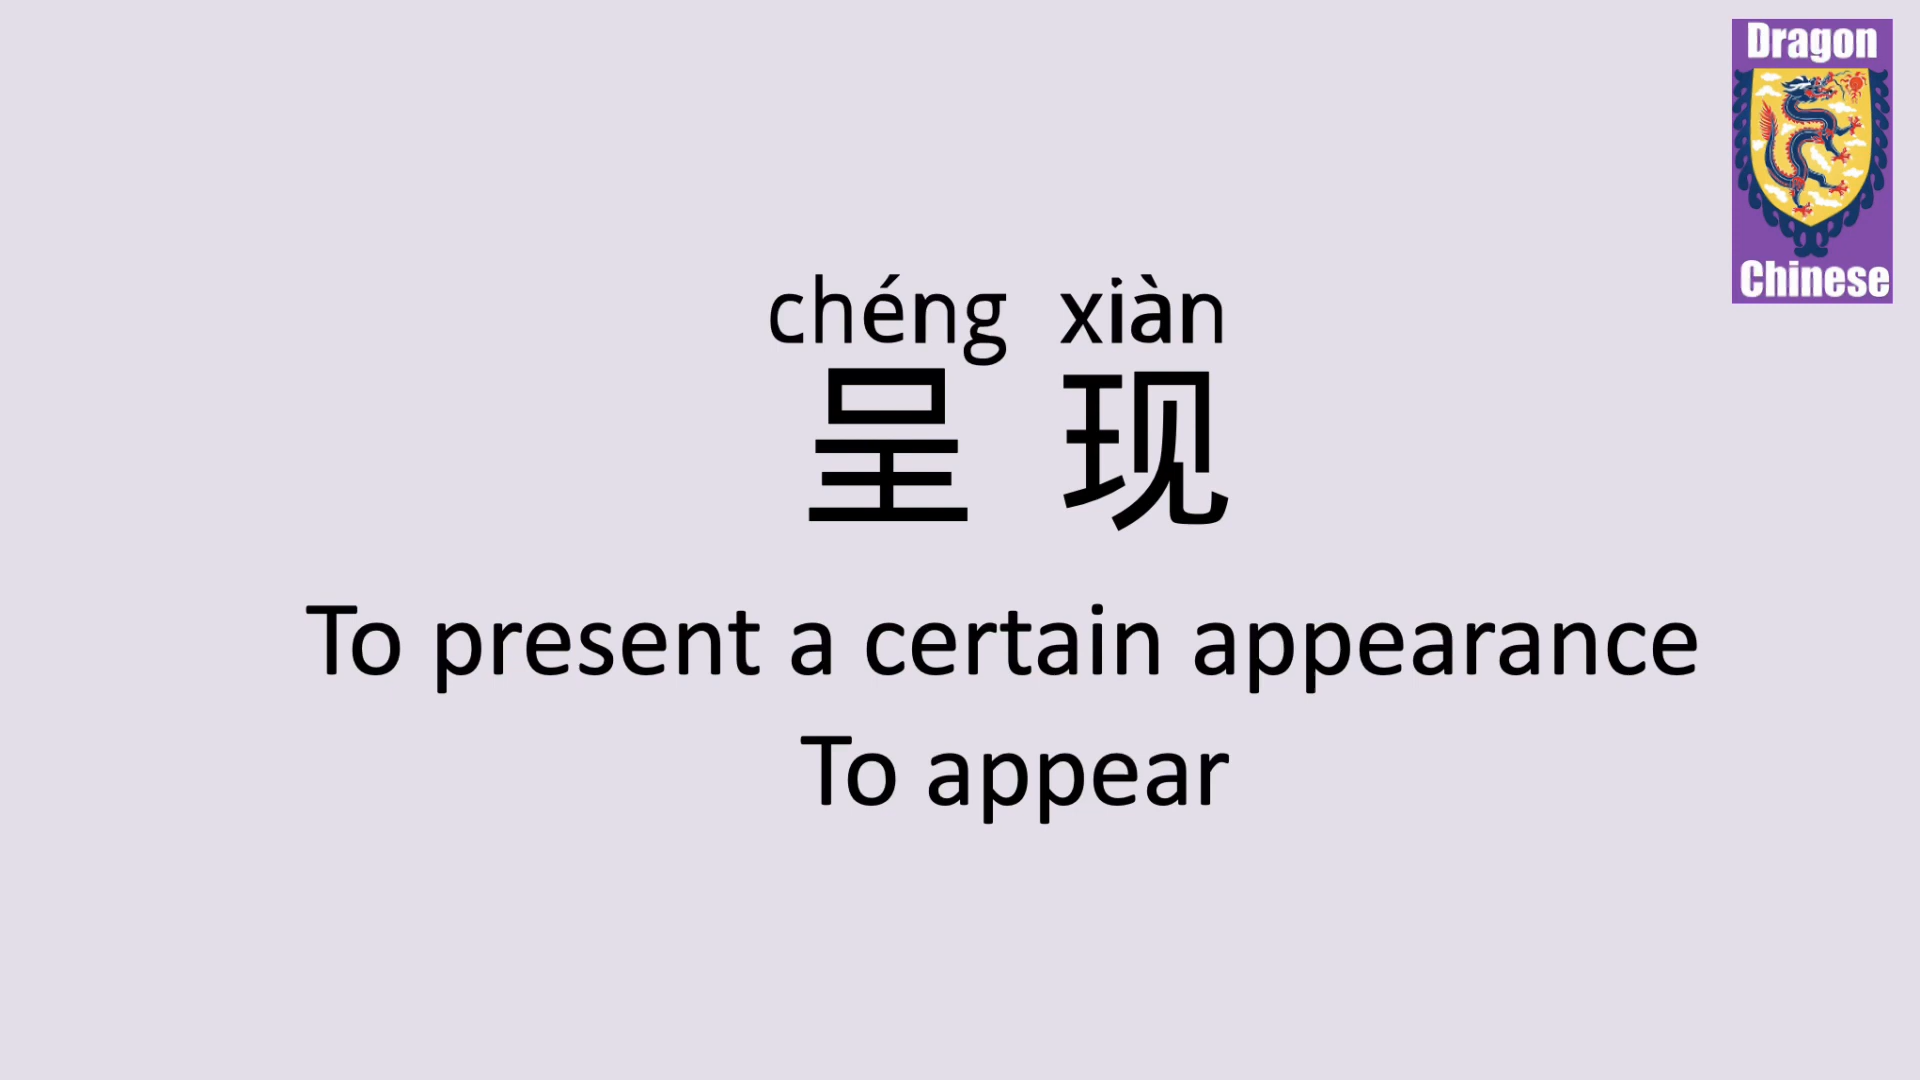 Dragon
Chinese
chéng xiàn
呈现
To present a certain appearance
To appear